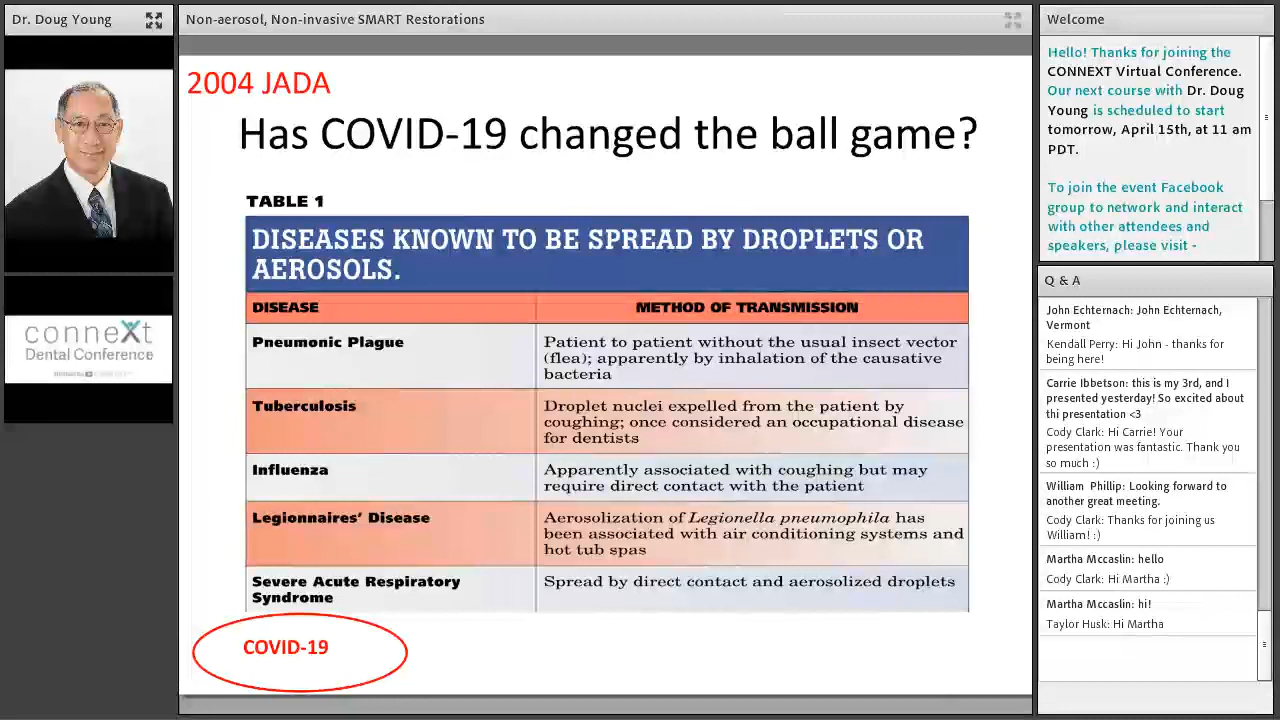 Dr. Doug Young
Non-aerosol, Non-invasive SMART Restorations
2004 JADA
Has COVID-19 changed the ball game?
TABLE 1
DISEASES KNOWN TO BE SPREAD BY DROPLETS OR
AEROSOLS.
DISEASE METHOD OF TRANSMISSION
Pneumonic Plague Patient to patient without the usual insect vector
(flea); apparently by inhalation of the causative
bacteria
Tuberculosis Droplet nuclei expelled from the patient by
coughing; once considered an occupational disease
for dentists
Influenza Apparently associated with coughing but may
require direct contact with the patient
Legionnaires’ Disease Aerosolization of Legionella pneumophila has
been associated with air conditioning systems and
hot tub spas
Severe Acute Respiratory Spread by direct contact and aerosolized droplets
Syndrome
COVID-19
conneXt
Dental Conference
Welcome
Hello! Thanks for joining the
CONNEXT Virtual Conference.
Our next course with Dr. Doug
Young is scheduled to start
tomorrow, April 15th, at 11 am
PDT.
To join the event Facebook
group to network and interact
with other attendees and
speakers, please visit -
Q & A
John Echternach: John Echternach,
Vermont
Kendall Perry: Hi John - thanks for
being here!
Carrie Ibbetson: this is my 3rd, and I
presented yesterday! So excited about
thi presentation <3
Cody Clark: Hi Carrie! Your
presentation was fantastic. Thank you
so much :)
William Phillip: Looking forward to
another great meeting.
Cody Clark: Thanks for joining us
William! :)
Martha Mccaslin: hello
Cody Clark: Hi Martha :)
Martha Mccaslin: hi!
Taylor Husk: Hi Martha